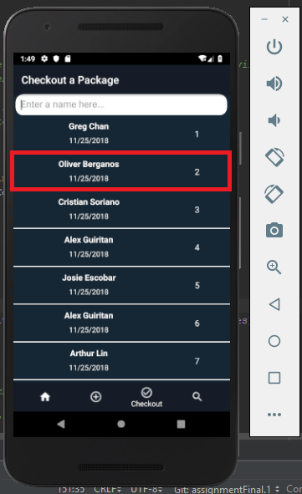 1:49
Checkout a Package
Enter a name here...
Greg Chan
11/25/2018
1
Oliver Berganos
11/25/2018
2
Cristian Soriano
11/25/2018
3
Alex Guiritan
11/25/2018
4
Josie Escobar
11/25/2018
5
Alex Guiritan
11/25/2018
6
Arthur Lin
11/25/2018
7
Checkout
151:35 CRLF UTF-8 Git: assignmentFinal.1 Con